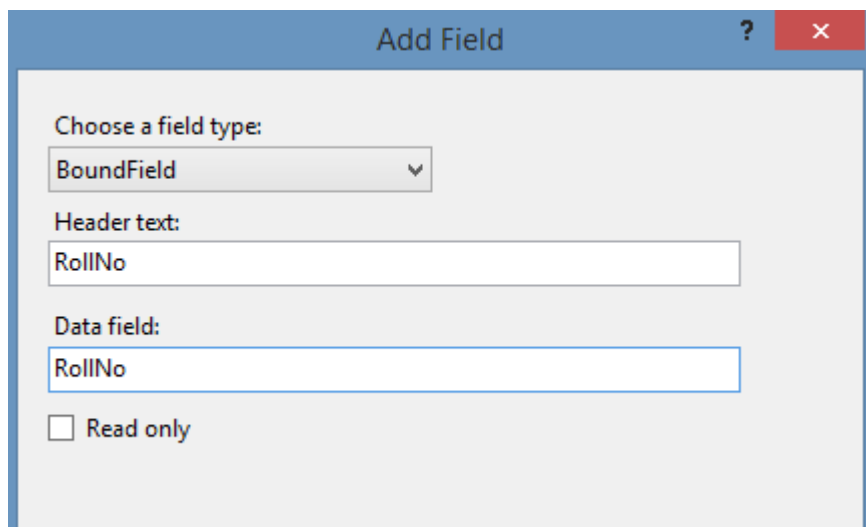 Add Field
?
Choose a field type:
BoundField
Header text:
RollNo
Data field:
RollNo
Read only